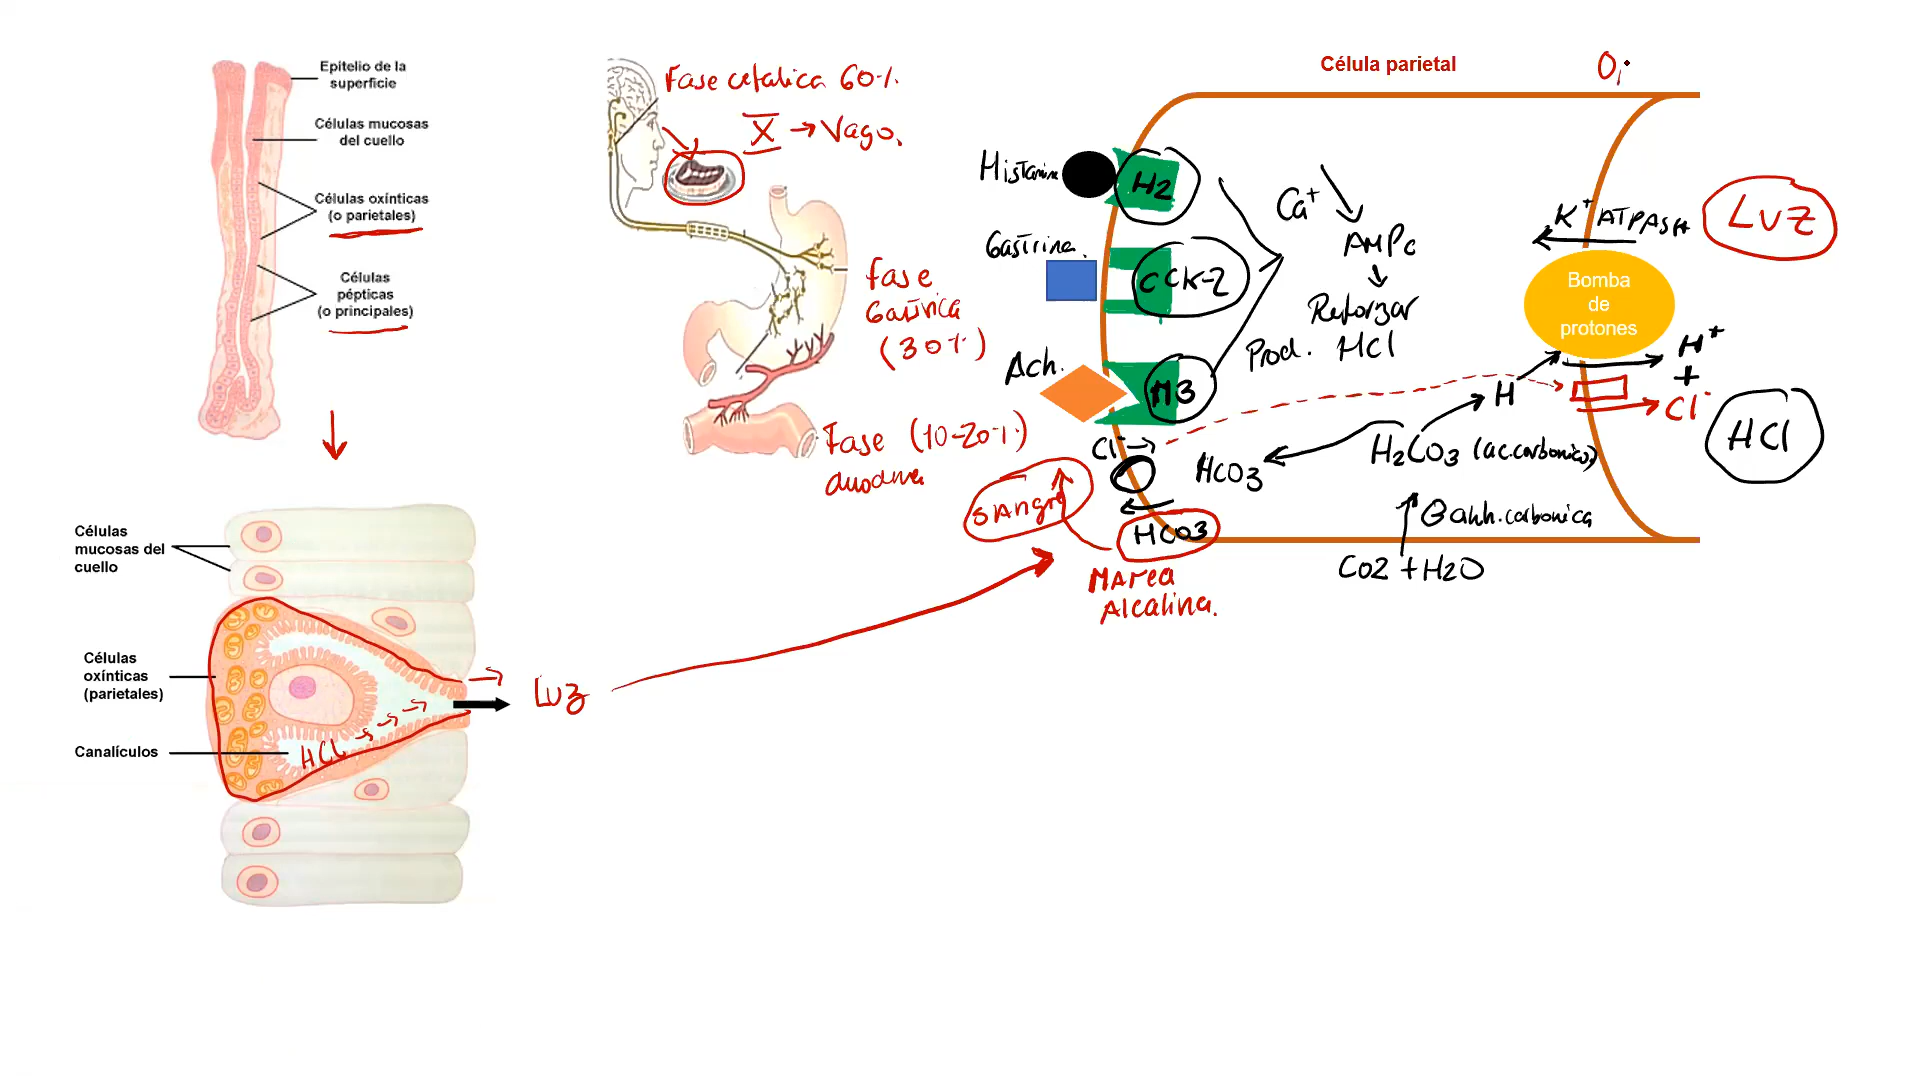 Epitelio de la
superficie
Células mucosas
del cuello
Células oxínticas
(o parietales)
Células
pépticas
(o principales)
Células
mucosas del
cuello
Células
oxínticas
(parietales)
Canalículos
HCl
Luz
Fase cefalica 60%.
X → Vago.
Fase
Gastrica
(30%)
Fase (10-20%)
duodena
Célula parietal
0,
Histamina
H2
Gastrina
CCK-2
Ach.
M3
Ca+
AMPc
Reforzar
Prod. HCl
K+ ATPASA
LUZ
Bomba
de
protones
H+
+
Cl-
HCl
H
H2CO3 (ac.carbonico)
HCO3
Cl-
SAngre
HCO3
MArea
Alcalina.
anh.carbonica
CO2 + H2O